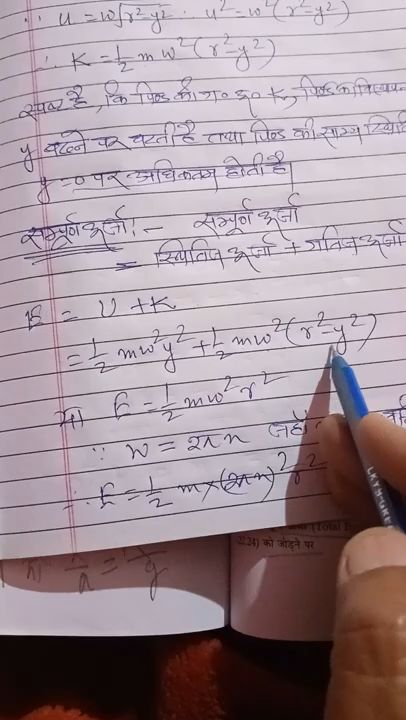 ∴ u = ω√r²−y² ∴ u² = ω²(r²−y²)
∴ K = 1/2 m ω² (r²−y²)
स्पष्ट है, कि पिण्ड की ग० ऊ० K, पिण्ड का विस्थापन
y बढ़ने पर घटती है तथा पिण्ड की साम्य स्थिति
y = 0 पर अधिकतम होती है।
सम्पूर्ण ऊर्जा :− सम्पूर्ण ऊर्जा
= स्थितिज ऊर्जा + गतिज ऊर्जा
E = U + K
= 1/2 mω²y² + 1/2 mω² (r²−y²)
या E = 1/2 mω²r²
∵ w = 2πn जहाँ
∴ E = 1/2 m × (2πn)² r²
को जोड़ने पर